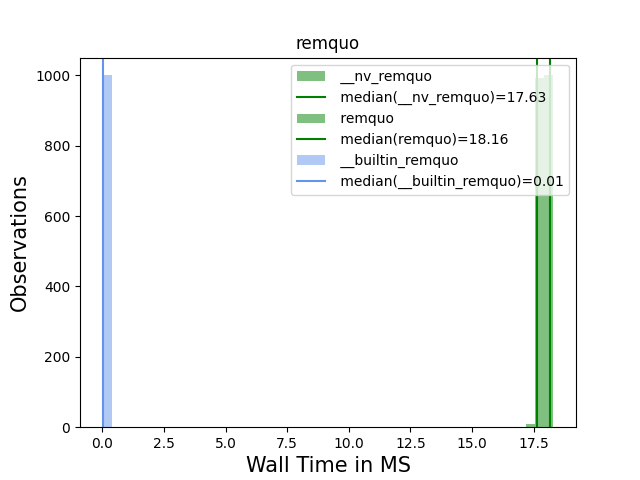 remquo
1000
800
600
400
200
0
Observations
__nv_remquo
median(__nv_remquo)=17.63
remquo
median(remquo)=18.16
__builtin_remquo
median(__builtin_remquo)=0.01
0.0 2.5 5.0 7.5 10.0 12.5 15.0 17.5
Wall Time in MS